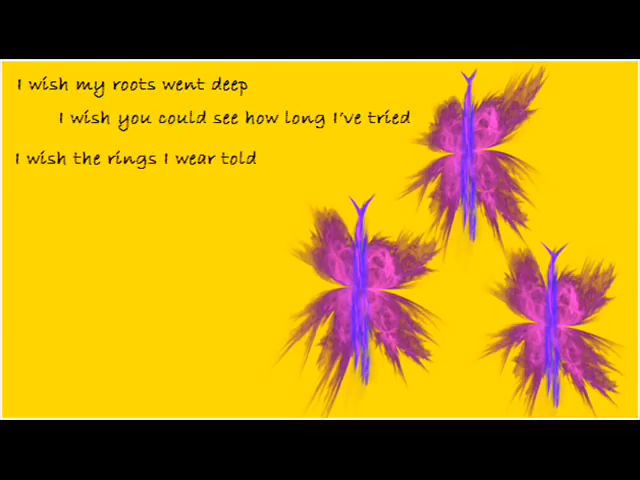 I wish my roots went deep
I wish you could see how long I've tried
I wish the rings I wear told